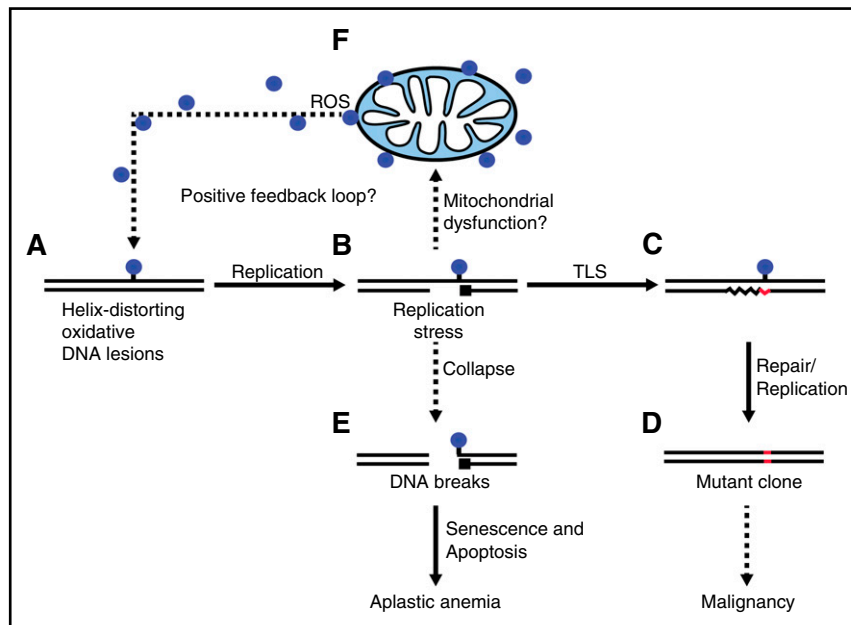 F
ROS
Positive feedback loop?
Mitochondrial
dysfunction?
A
Helix-distorting
oxidative
DNA lesions
Replication
B
Replication
stress
TLS
C
Collapse
Repair/
Replication
E
DNA breaks
D
Mutant clone
Senescence and
Apoptosis
Aplastic anemia
Malignancy